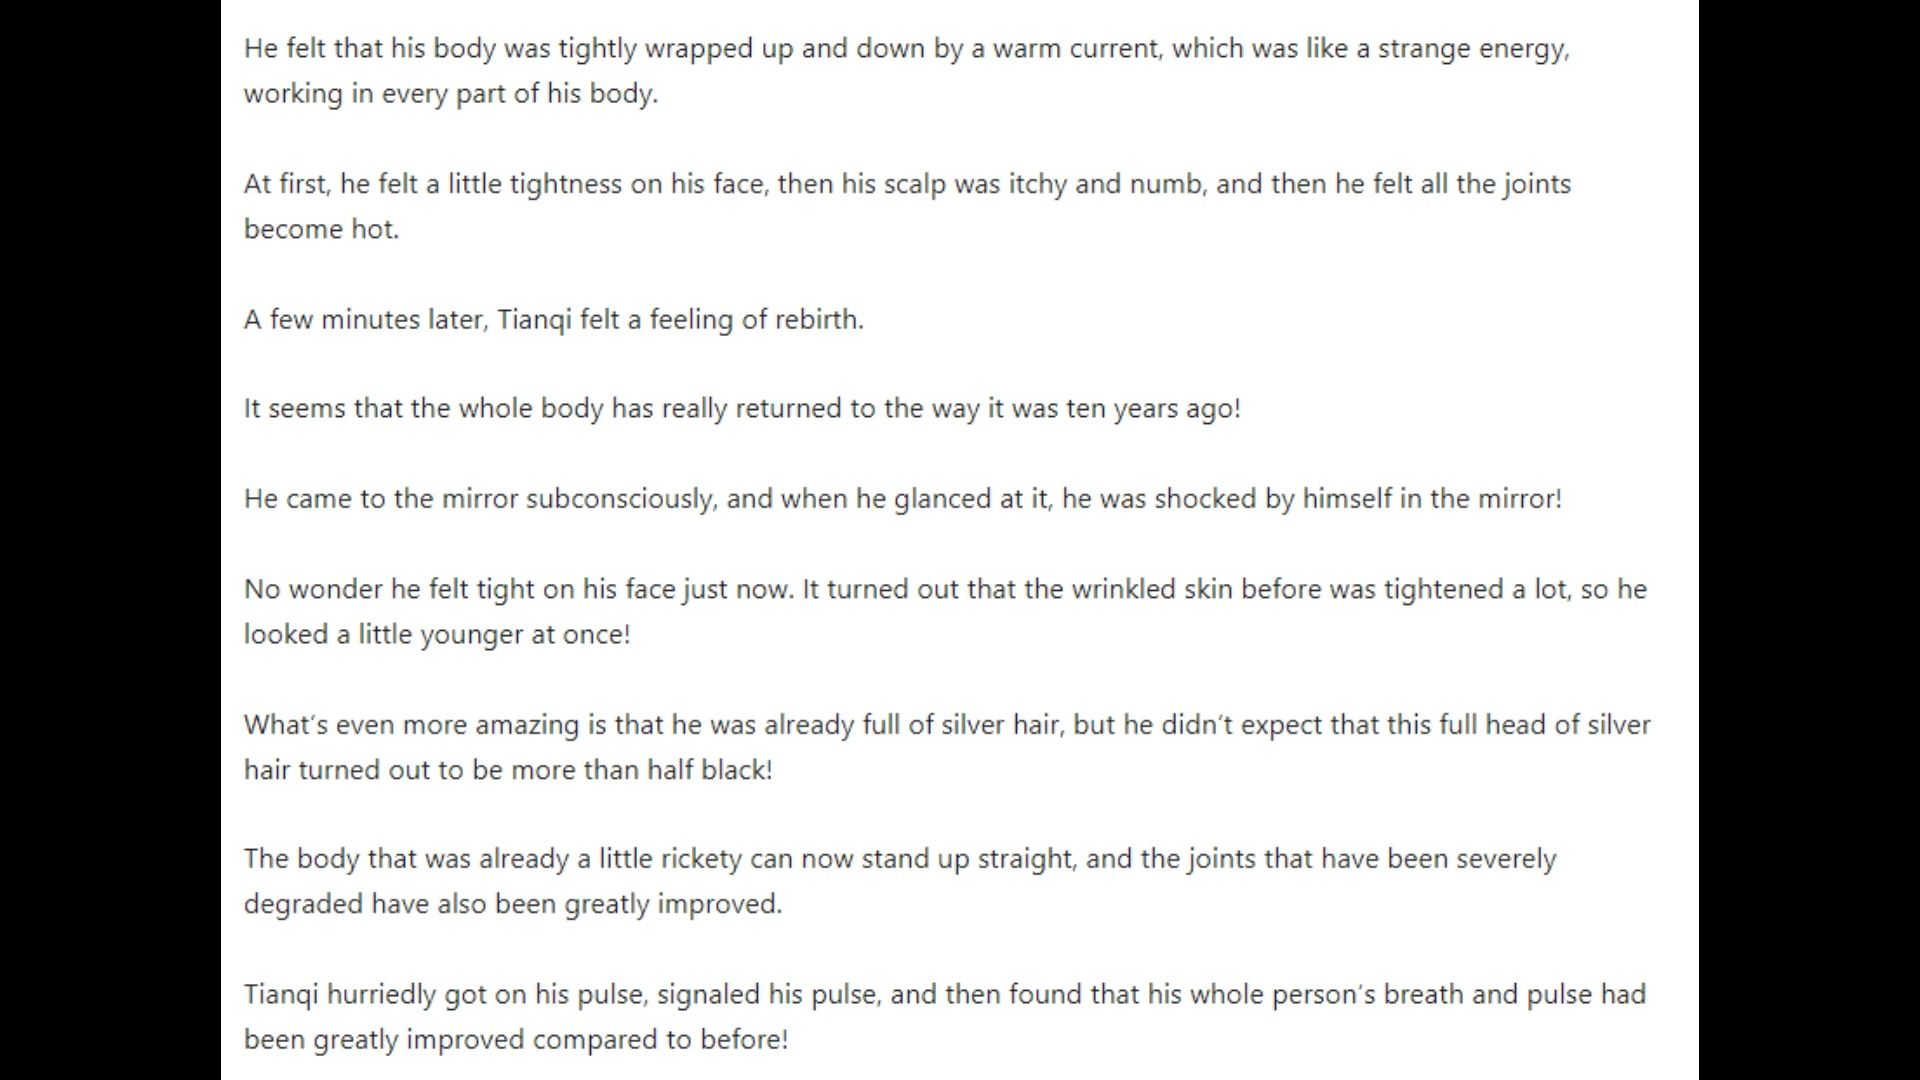 He felt that his body was tightly wrapped up and down by a warm current, which was like a strange energy,
working in every part of his body.
At first, he felt a little tightness on his face, then his scalp was itchy and numb, and then he felt all the joints
become hot.
A few minutes later, Tianqi felt a feeling of rebirth.
It seems that the whole body has really returned to the way it was ten years ago!
He came to the mirror subconsciously, and when he glanced at it, he was shocked by himself in the mirror!
No wonder he felt tight on his face just now. It turned out that the wrinkled skin before was tightened a lot, so he
looked a little younger at once!
What’s even more amazing is that he was already full of silver hair, but he didn’t expect that this full head of silver
hair turned out to be more than half black!
The body that was already a little rickety can now stand up straight, and the joints that have been severely
degraded have also been greatly improved.
Tianqi hurriedly got on his pulse, signaled his pulse, and then found that his whole person’s breath and pulse had
been greatly improved compared to before!